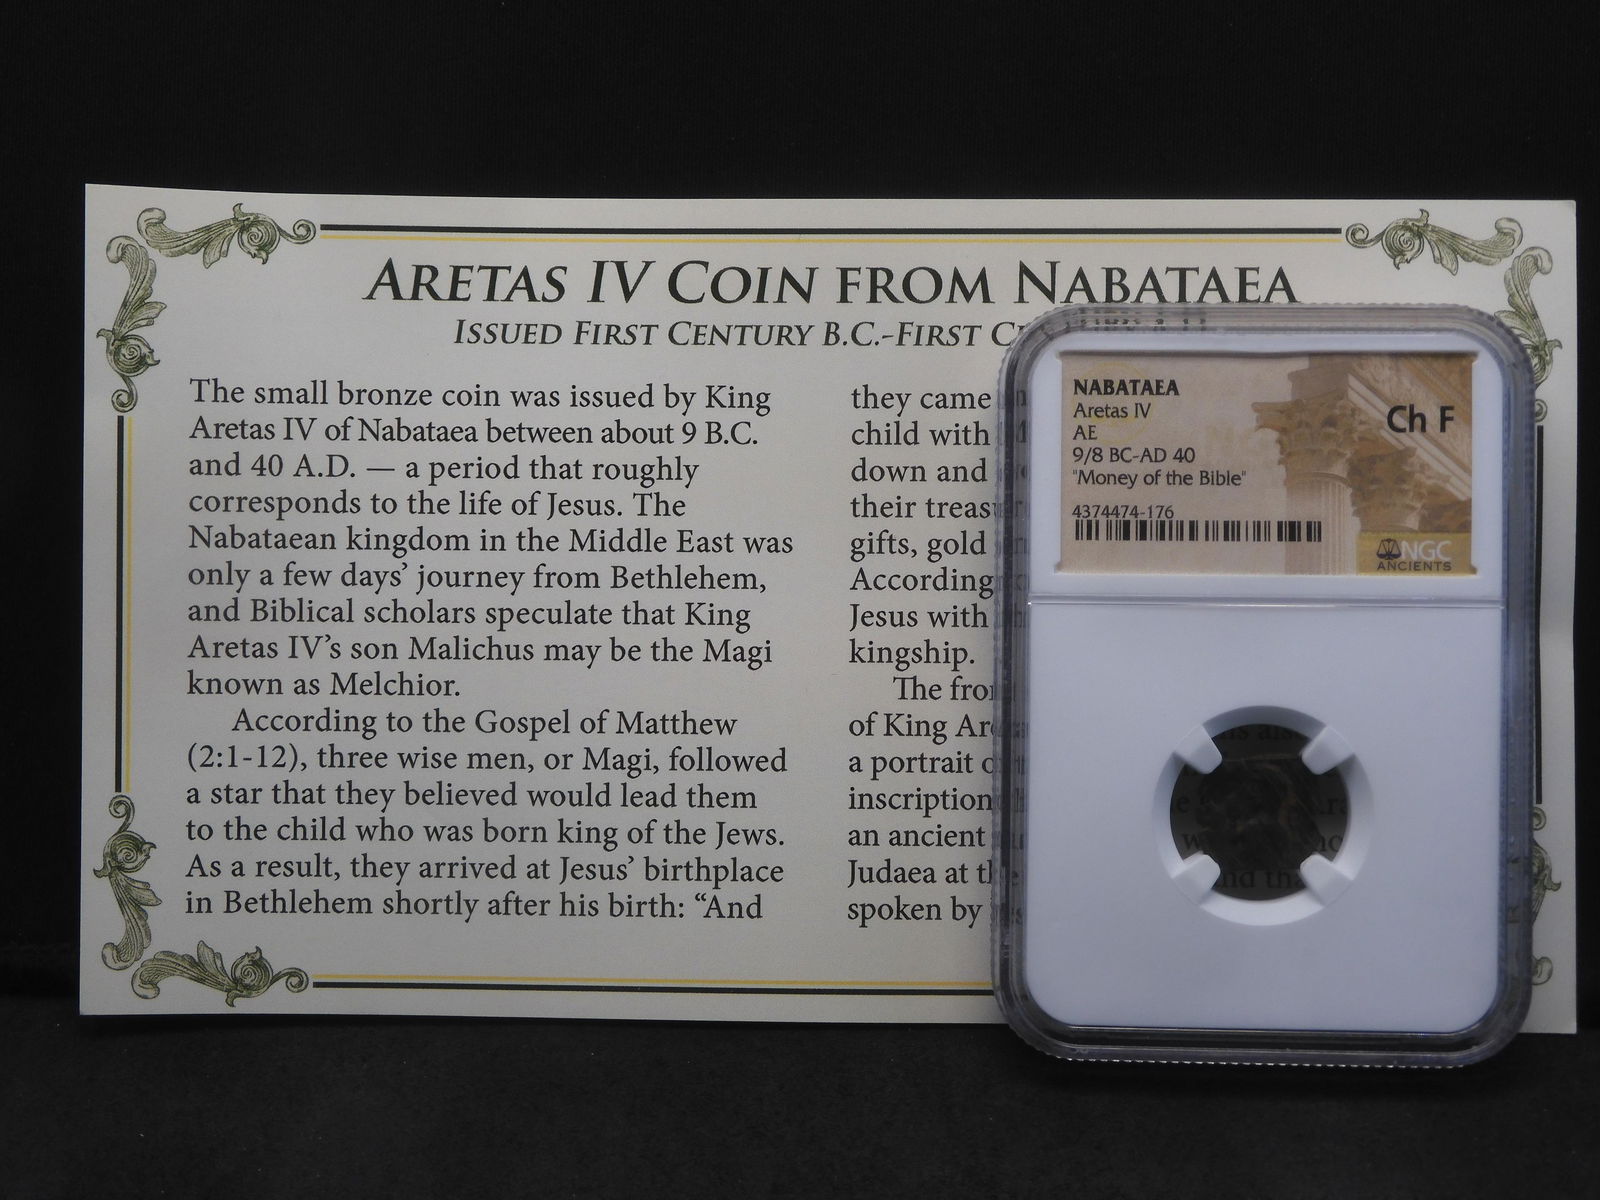 ARETAS IV COIN FROM NABATAEA
ISSUED FIRST CENTURY B.C.-FIRST
The small bronze coin was issued by King
Aretas IV of Nabataea between about 9 B.C.
and 40 A.D. — a period that roughly
corresponds to the life of Jesus. The
Nabataean kingdom in the Middle East was
only a few days' journey from Bethlehem,
and Biblical scholars speculate that King
Aretas IV's son Malichus may be the Magi
known as Melchior.
According to the Gospel of Matthew
(2:1-12), three wise men, or Magi, followed
a star that they believed would lead them
to the child who was born king of the Jews.
As a result, they arrived at Jesus' birthplace
in Bethlehem shortly after his birth: “And
they came
child with
down and
their
gifts, gold
According
Jesus with
kingship.
The
of King
a portrait
inscription
an ancient
Judaea at
spoken by
NABATAEA
Aretas IV
AE
9/8 BC-AD 40
"Money of the Bible"
4374474-176
Ch F
NGC
ANCIENTS